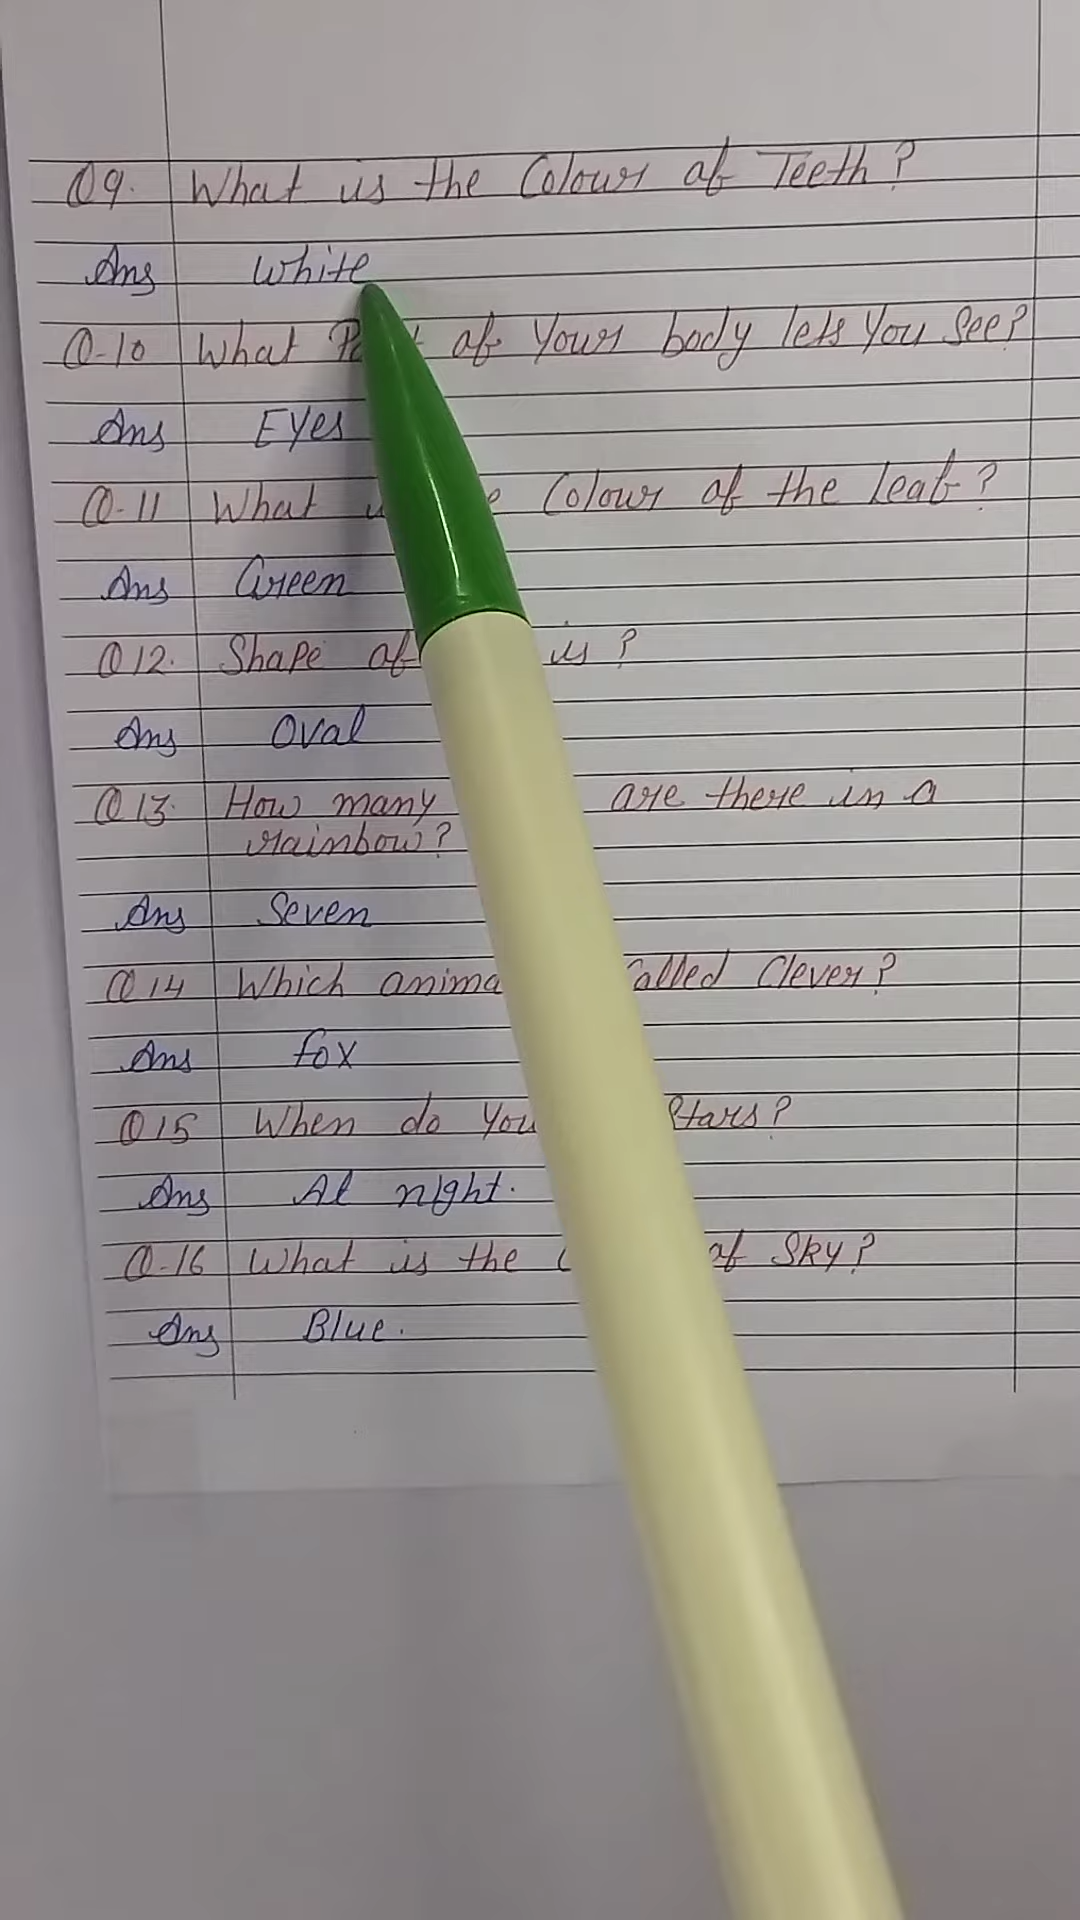 Q9. What is the Colour of Teeth?
Ans White
Q.10 What of Your body lets You See?
Ans Eyes
Q.11 What Colour of the leaf?
Ans Green
Q12. Shape of is?
Ans Oval
Q13. How many are there in a
rainbow?
Ans Seven
Q14 Which Called Clever?
Ans fox
Q15 When do You Stars?
Ans At night.
Q.16 What is the of Sky?
Ans Blue.